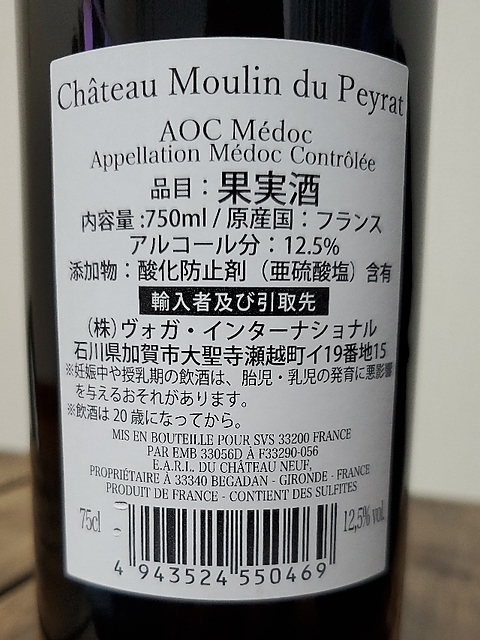 Château Moulin du Peyrat
AOC Médoc
Appellation Médoc Contrôlée
品目：果実酒
内容量:750ml / 原産国：フランス
アルコール分：12.5%
添加物：酸化防止剤（亜硫酸塩）含有
輸入者及び引取先
（株）ヴォガ・インターナショナル
石川県加賀市大聖寺瀬越町イ19番地15
※妊娠中や授乳期の飲酒は、胎児・乳児の発育に悪影響
を与えるおそれがあります。
※飲酒は20歳になってから。
MIS EN BOUTEILLE POUR SVS 33200 FRANCE
PAR EMB 33056D À F33290-056
E.A.R.L. DU CHÂTEAU NEUF,
PROPRIÉTAIRE À 33340 BEGADAN - GIRONDE - FRANCE
PRODUIT DE FRANCE - CONTIENT DES SULFITES
75cl
12,5% vol.
4 943524 550469